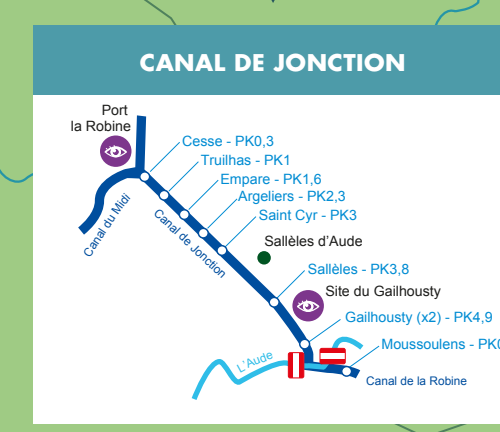 CANAL DE JONCTION
Port
la Robine
Cesse - PK0,3
Truilhas - PK1
Empare - PK1,6
Argeliers - PK2,3
Saint Cyr - PK3
Canal du Midi
Canal de Jonction
Sallèles d'Aude
Sallèles - PK3,8
Site du Gailhousty
Gailhousty (x2) - PK4,9
Moussoulens - PK0
L'Aude
Canal de la Robine